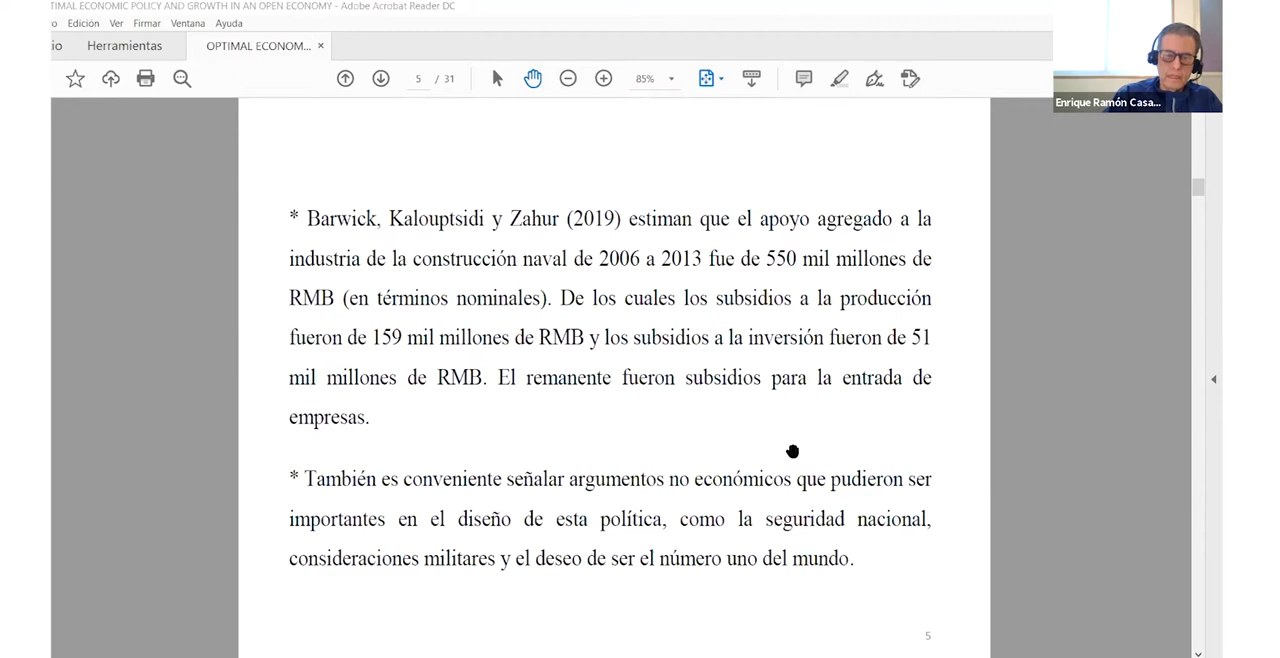 TIMAL ECONOMIC POLICY AND GROWTH IN AN OPEN ECONOMY - Adobe Acrobat Reader DC
o Edición Ver Firmar Ventana Ayuda
io Herramientas OPTIMAL ECONOM... ×
5 / 31 85%
Enrique Ramón Casa...
* Barwick, Kalouptsidi y Zahur (2019) estiman que el apoyo agregado a la
industria de la construcción naval de 2006 a 2013 fue de 550 mil millones de
RMB (en términos nominales). De los cuales los subsidios a la producción
fueron de 159 mil millones de RMB y los subsidios a la inversión fueron de 51
mil millones de RMB. El remanente fueron subsidios para la entrada de
empresas.
* También es conveniente señalar argumentos no económicos que pudieron ser
importantes en el diseño de esta política, como la seguridad nacional,
consideraciones militares y el deseo de ser el número uno del mundo.
5